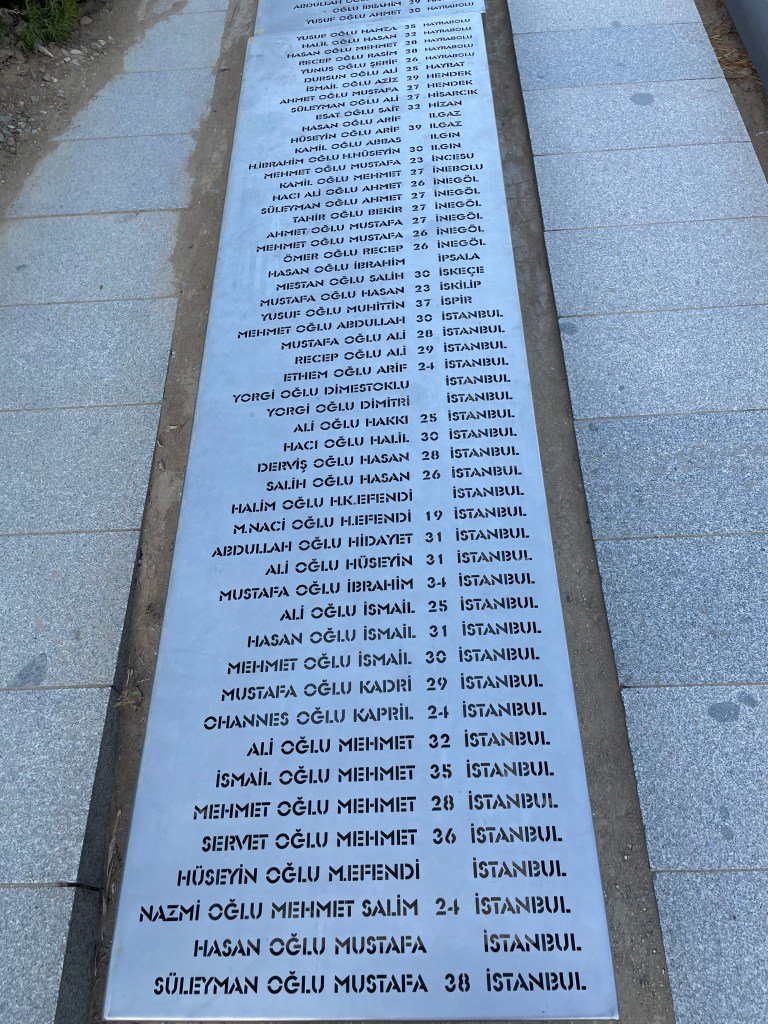 ABDULLAH OĞLU
OĞLU İBRAHİM 29
YUSUF OĞLU AHMET 30 HAYRABOLU
YUSUF OĞLU HAMZA 35 HAYRABOLU
HALİL OĞLU HASAN 32 HAYRABOLU
HASAN OĞLU MEHMET 28 HAYRABOLU
RECEP OĞLU RASİM 28 HAYRABOLU
YUNUS OĞLU ŞERİF 26 HAYRABOLU
DURSUN OĞLU ALİ 25 HAYRAT
İSMAİL OĞLU AZİZ 29 HENDEK
AHMET OĞLU MUSTAFA 27 HENDEK
SÜLEYMAN OĞLU ALİ 27 HİSARCIK
ESAT OĞLU SAİT 32 HİZAN
HASAN OĞLU ARİF ILGAZ
HÜSEYİN OĞLU ARİF 39 ILGAZ
KAMİL OĞLU ABBAS ILGIN
H.İBRAHİM OĞLU H.HÜSEYİN 30 ILGIN
MEHMET OĞLU MUSTAFA 23 İNCESU
KAMİL OĞLU MEHMET 27 İNEBOLU
HACI ALİ OĞLU AHMET 26 İNEGÖL
SÜLEYMAN OĞLU AHMET 27 İNEGÖL
TAHİR OĞLU BEKİR 27 İNEGÖL
AHMET OĞLU MUSTAFA 27 İNEGÖL
MEHMET OĞLU MUSTAFA 26 İNEGÖL
ÖMER OĞLU RECEP 26 İNEGÖL
HASAN OĞLU İBRAHİM İPSALA
MESTAN OĞLU SALİH 30 İSKEÇE
MUSTAFA OĞLU HASAN 23 İSKİLİP
YUSUF OĞLU MUHİTTİN 37 İSPİR
MEHMET OĞLU ABDULLAH 30 İSTANBUL
MUSTAFA OĞLU ALİ 28 İSTANBUL
RECEP OĞLU ALİ 29 İSTANBUL
ETHEM OĞLU ARİF 24 İSTANBUL
YORGİ OĞLU DİMESTOKLU İSTANBUL
YORGİ OĞLU DİMİTRİ İSTANBUL
ALİ OĞLU HAKKI 25 İSTANBUL
HACI OĞLU HALİL 30 İSTANBUL
DERVİŞ OĞLU HASAN 28 İSTANBUL
SALİH OĞLU HASAN 26 İSTANBUL
HALİM OĞLU H.K.EFENDİ İSTANBUL
M.NACİ OĞLU H.EFENDİ 19 İSTANBUL
ABDULLAH OĞLU HİDAYET 31 İSTANBUL
ALİ OĞLU HÜSEYİN 31 İSTANBUL
MUSTAFA OĞLU İBRAHİM 34 İSTANBUL
ALİ OĞLU İSMAİL 25 İSTANBUL
HASAN OĞLU İSMAİL 31 İSTANBUL
MEHMET OĞLU İSMAİL 30 İSTANBUL
MUSTAFA OĞLU KADRİ 29 İSTANBUL
OHANNES OĞLU KAPRİL 24 İSTANBUL
ALİ OĞLU MEHMET 32 İSTANBUL
İSMAİL OĞLU MEHMET 35 İSTANBUL
MEHMET OĞLU MEHMET 28 İSTANBUL
SERVET OĞLU MEHMET 36 İSTANBUL
HÜSEYİN OĞLU M.EFENDİ İSTANBUL
NAZMİ OĞLU MEHMET SALİM 24 İSTANBUL
HASAN OĞLU MUSTAFA İSTANBUL
SÜLEYMAN OĞLU MUSTAFA 38 İSTANBUL